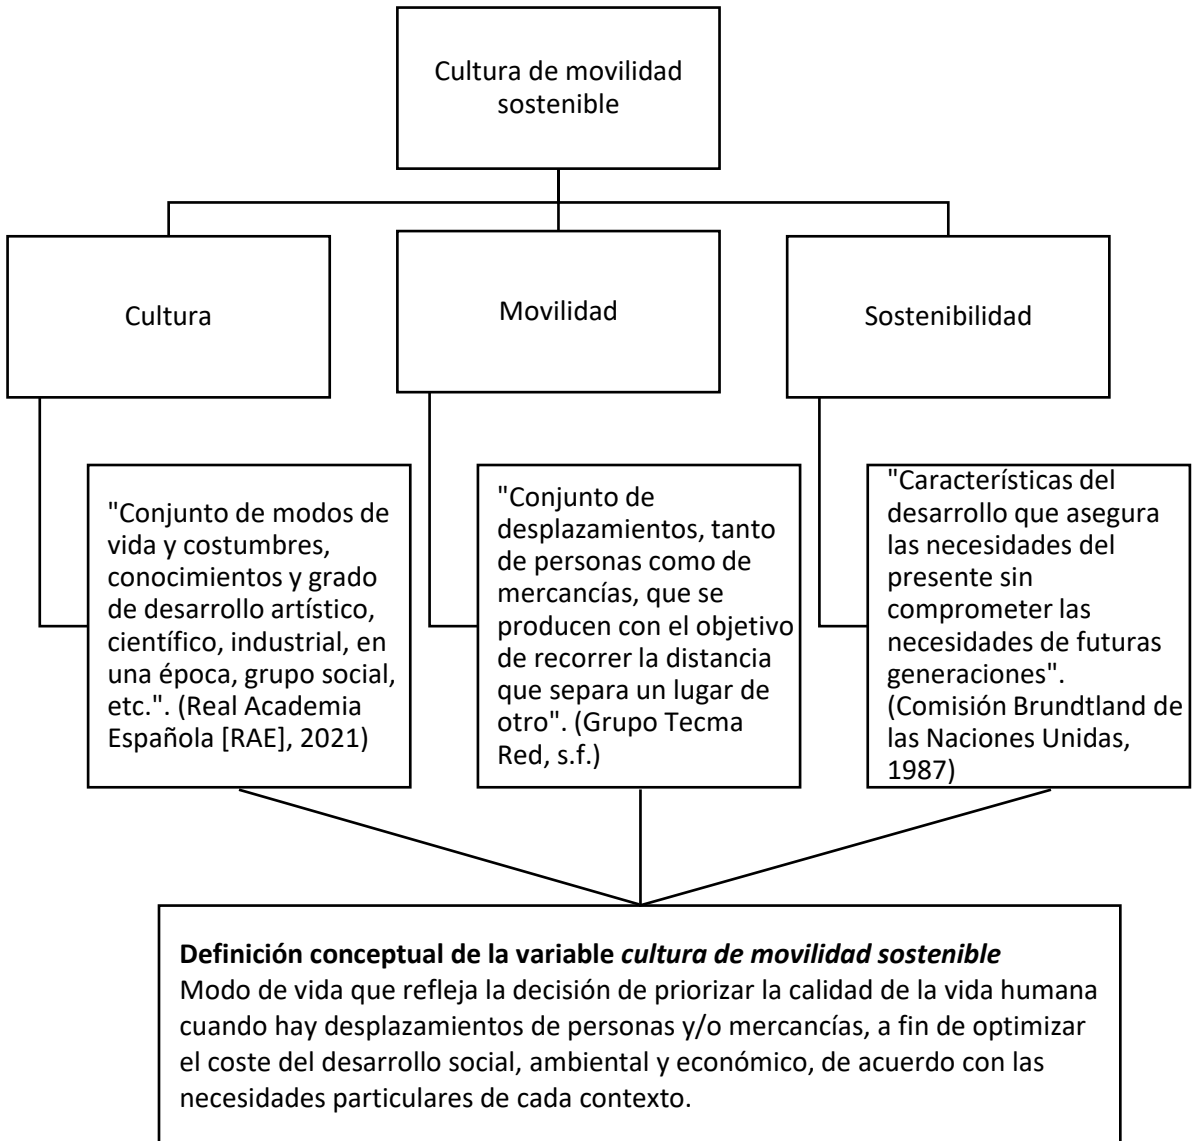 Cultura de movilidad
sostenible
Cultura
Movilidad
Sostenibilidad
"Conjunto de modos de
vida y costumbres,
conocimientos y grado
de desarrollo artístico,
científico, industrial, en
una época, grupo social,
etc.". (Real Academia
Española [RAE], 2021)
"Conjunto de
desplazamientos, tanto
de personas como de
mercancías, que se
producen con el objetivo
de recorrer la distancia
que separa un lugar de
otro". (Grupo Tecma
Red, s.f.)
"Características del
desarrollo que asegura
las necesidades del
presente sin
comprometer las
necesidades de futuras
generaciones".
(Comisión Brundtland de
las Naciones Unidas,
1987)
Definición conceptual de la variable cultura de movilidad sostenible
Modo de vida que refleja la decisión de priorizar la calidad de la vida humana
cuando hay desplazamientos de personas y/o mercancías, a fin de optimizar
el coste del desarrollo social, ambiental y económico, de acuerdo con las
necesidades particulares de cada contexto.